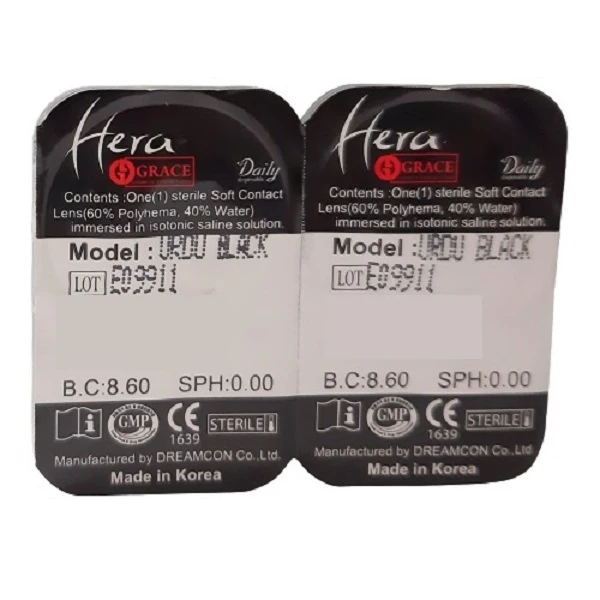 Hera
GRACE
Daily
Contents :One(1) sterile Soft Contact
Lens(60% Polyhema, 40% Water)
immersed in isotonic saline solution.
Model : URDU BLACK
LOT E09911
B.C:8.60 SPH:0.00
GMP
CE
1639
STERILE
Manufactured by DREAMCON Co.,Ltd.
Made in Korea
Hera
GRACE
Daily
Contents :One(1) sterile Soft Contact
Lens(60% Polyhema, 40% Water)
immersed in isotonic saline solution.
Model : URDU BLACK
LOT E09911
B.C:8.60 SPH:0.00
GMP
CE
1639
STERILE
Manufactured by DREAMCON Co.,Ltd.
Made in Korea